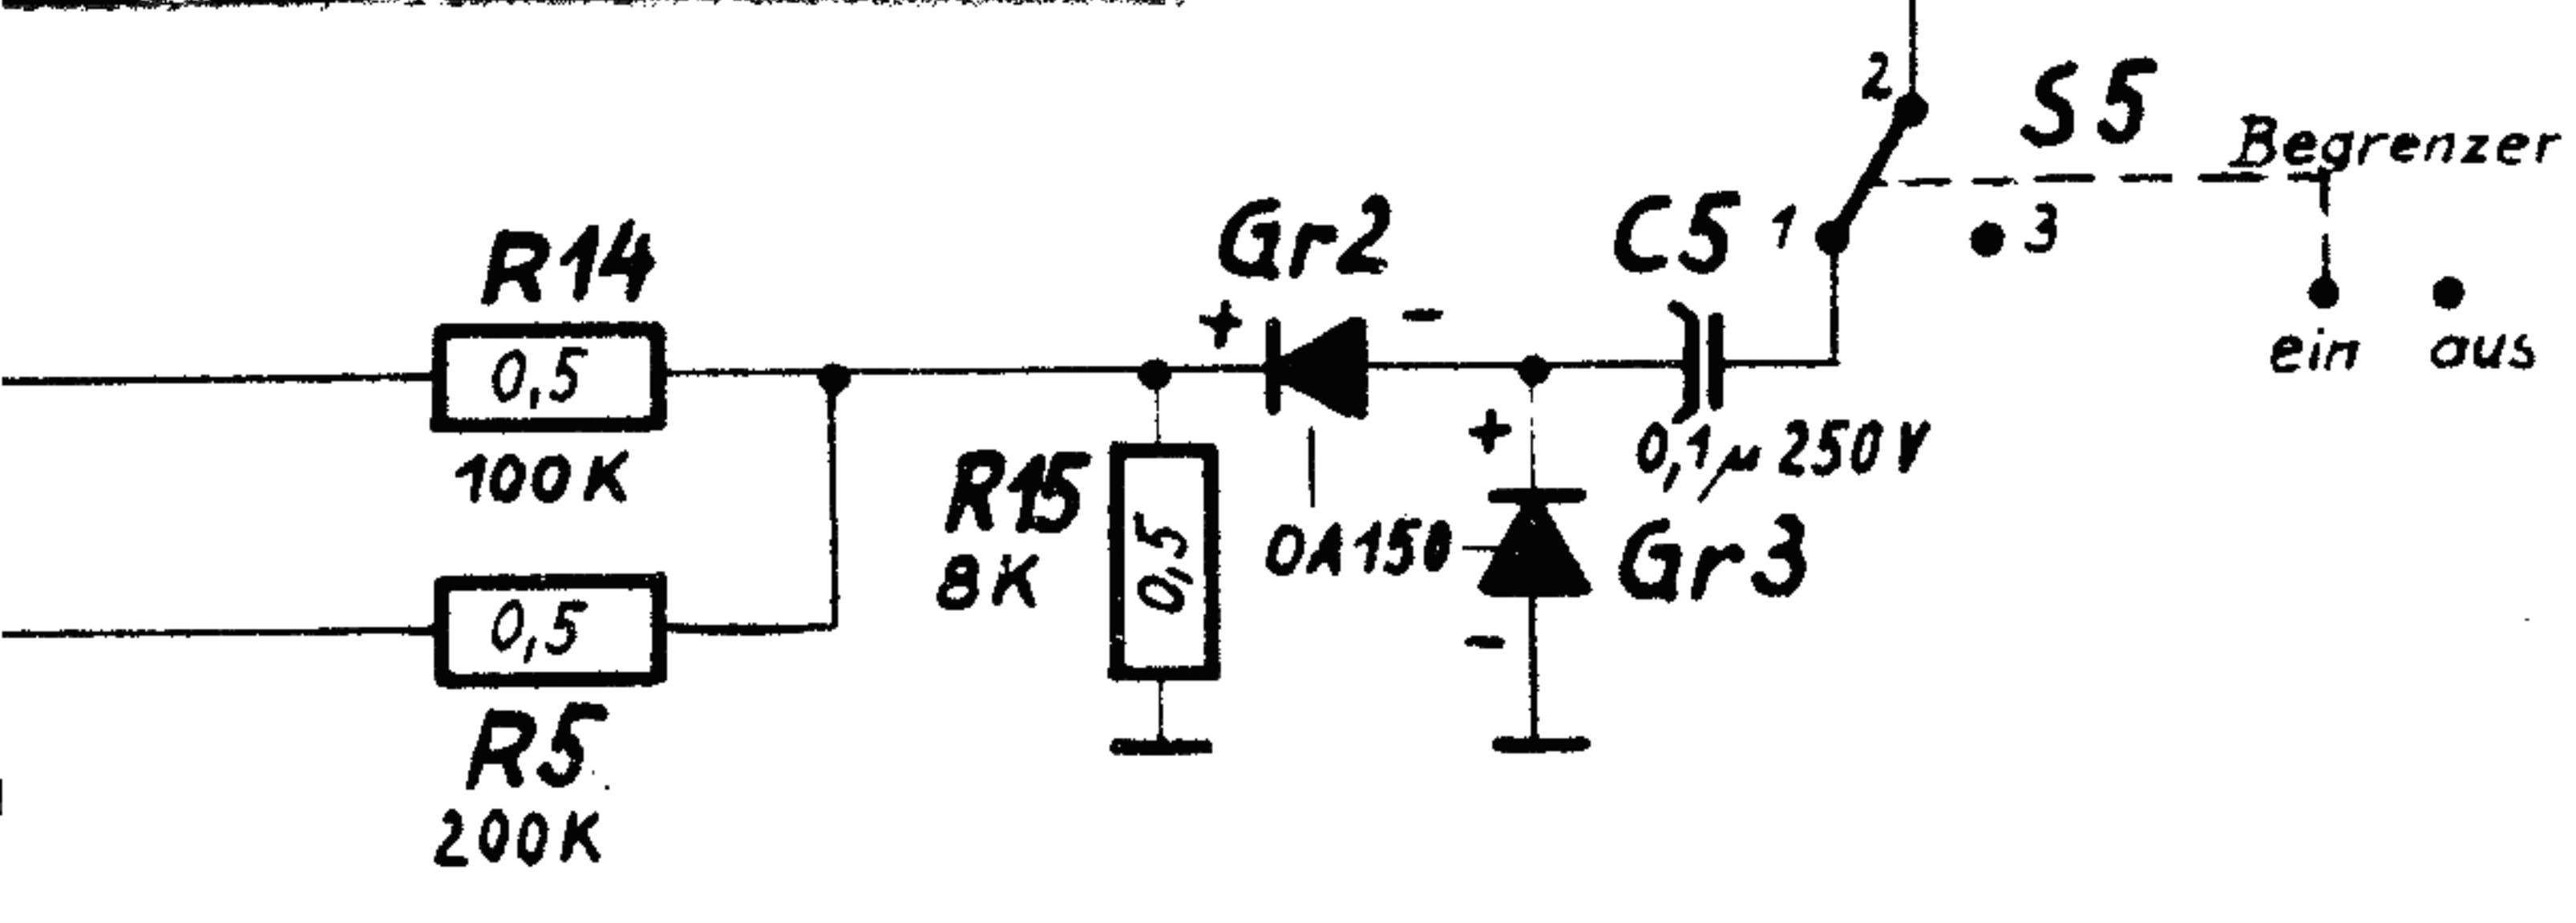 2
S5
Begrenzer
1
3
ein aus
R14
0,5
100K
Gr2
+ -
C5
0,1µ 250V
R15
8K
0,5
OA150
+
Gr3
-
0,5
R5
200K